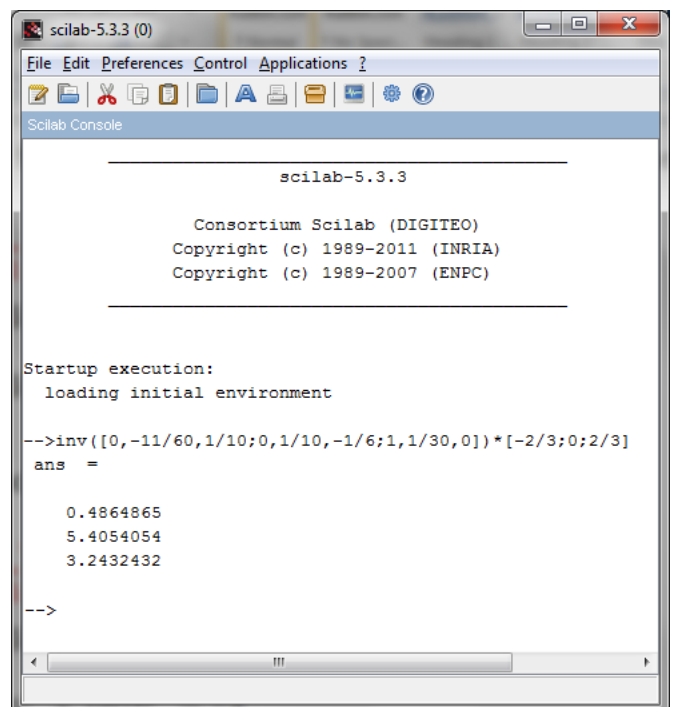 scilab-5.3.3 (0)
File Edit Preferences Control Applications ?
Scilab Console
scilab-5.3.3
Consortium Scilab (DIGITEO)
Copyright (c) 1989-2011 (INRIA)
Copyright (c) 1989-2007 (ENPC)
Startup execution:
loading initial environment
-->inv([0,-11/60,1/10;0,1/10,-1/6;1,1/30,0])*[-2/3;0;2/3]
ans =
0.4864865
5.4054054
3.2432432
-->